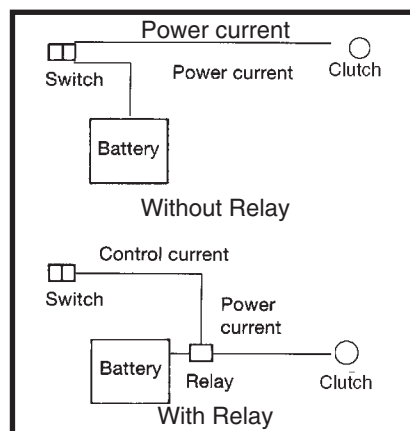 Power current
Power current
Switch
Clutch
Battery
Without Relay
Control current
Switch
Power
current
Battery
Relay
Clutch
With Relay